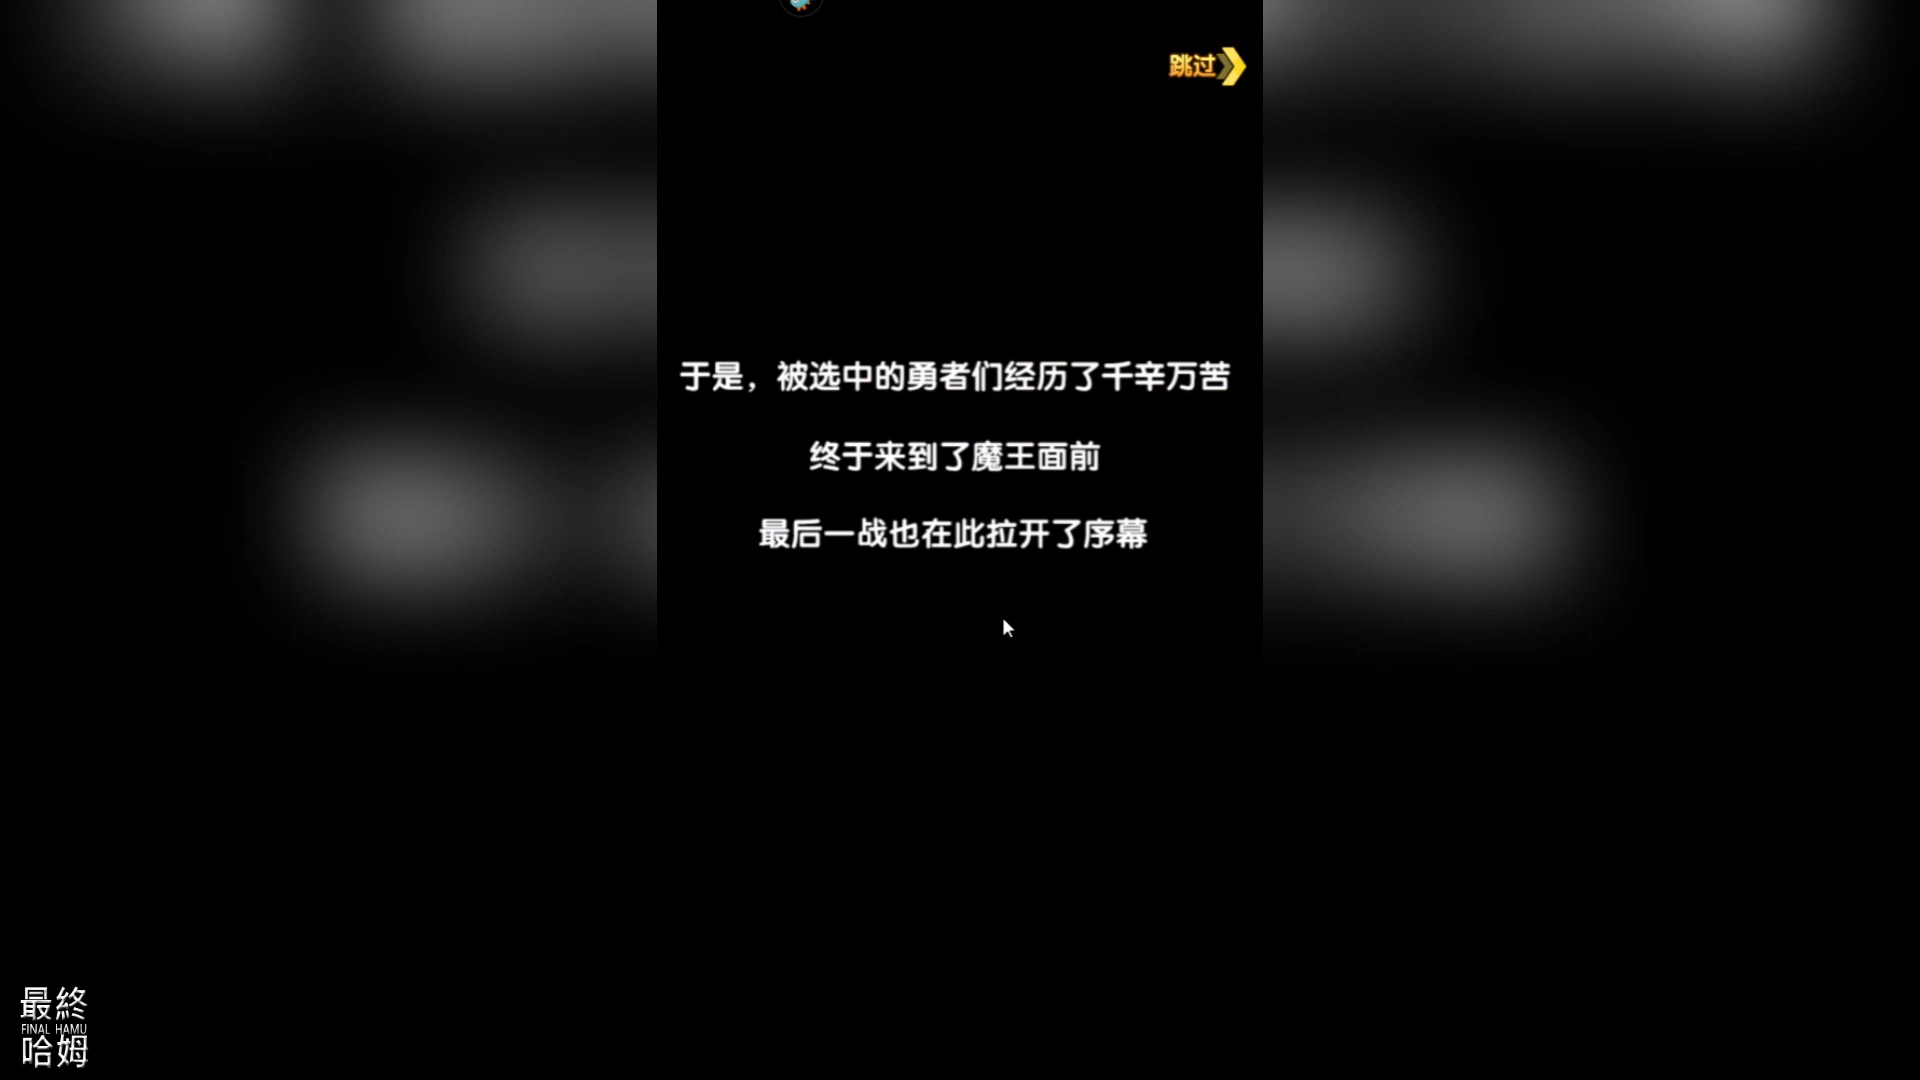 跳过
于是，被选中的勇者们经历了千辛万苦
终于来到了魔王面前
最后一战也在此拉开了序幕
最終
FINAL HAMU
哈姆